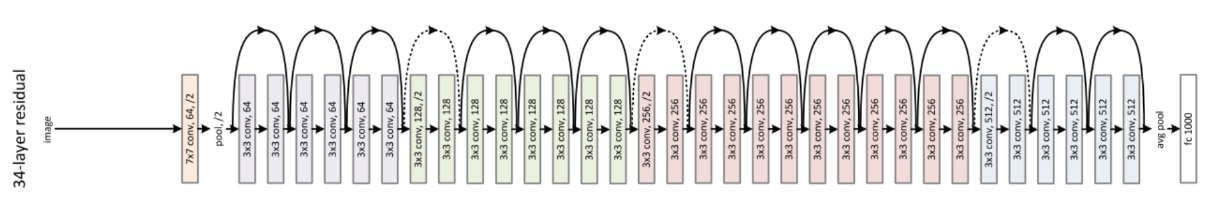 34-layer residual
image
7x7 conv, 64, /2
pool, /2
3x3 conv, 64
3x3 conv, 64
3x3 conv, 64
3x3 conv, 64
3x3 conv, 64
3x3 conv, 64
3x3 conv, 128, /2
3x3 conv, 128
3x3 conv, 128
3x3 conv, 128
3x3 conv, 128
3x3 conv, 128
3x3 conv, 128
3x3 conv, 128
3x3 conv, 256, /2
3x3 conv, 256
3x3 conv, 256
3x3 conv, 256
3x3 conv, 256
3x3 conv, 256
3x3 conv, 256
3x3 conv, 256
3x3 conv, 256
3x3 conv, 256
3x3 conv, 256
3x3 conv, 256
3x3 conv, 512, /2
3x3 conv, 512
3x3 conv, 512
3x3 conv, 512
3x3 conv, 512
3x3 conv, 512
avg pool
fc 1000